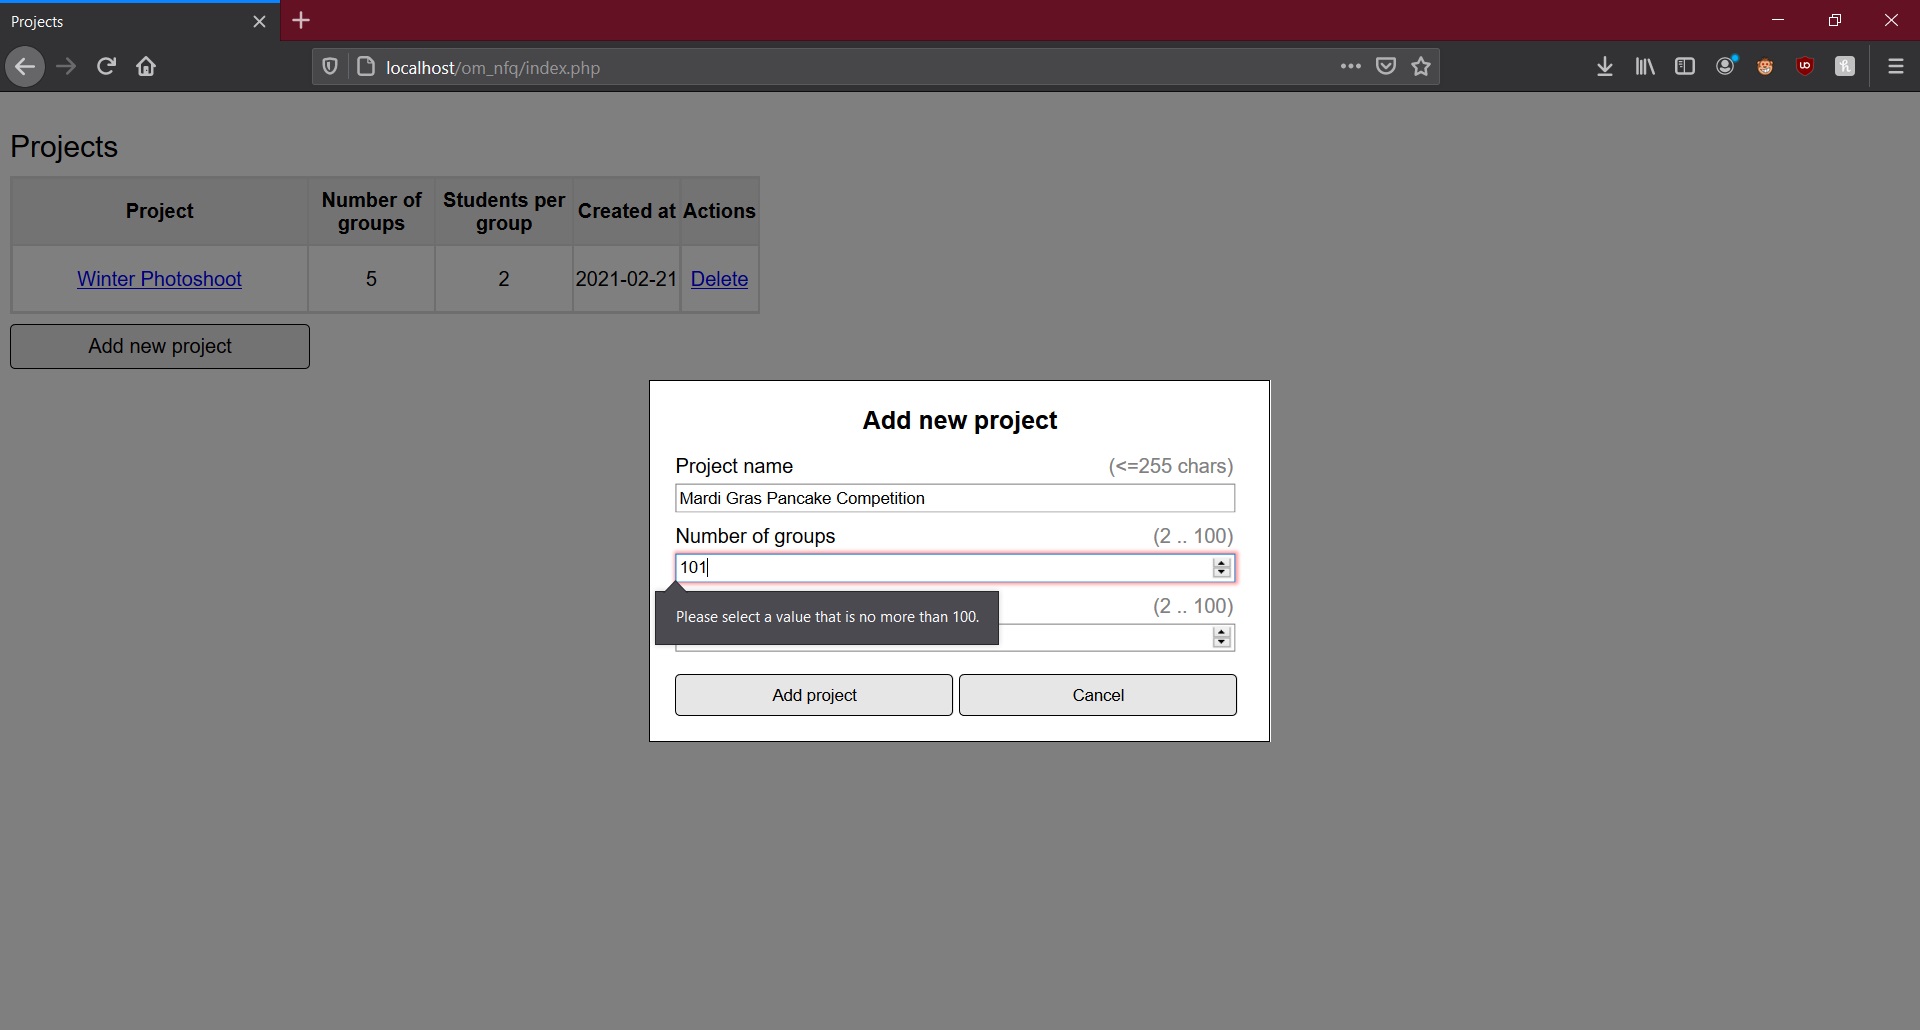 Projects
localhost/om_nfq/index.php
Projects
Project
Number of groups
Students per group
Created at
Actions
Winter Photoshoot
5
2
2021-02-21
Delete
Add new project
Add new project
Project name
(<=255 chars)
Mardi Gras Pancake Competition
Number of groups
(2 .. 100)
101
Please select a value that is no more than 100.
(2 .. 100)
Add project
Cancel